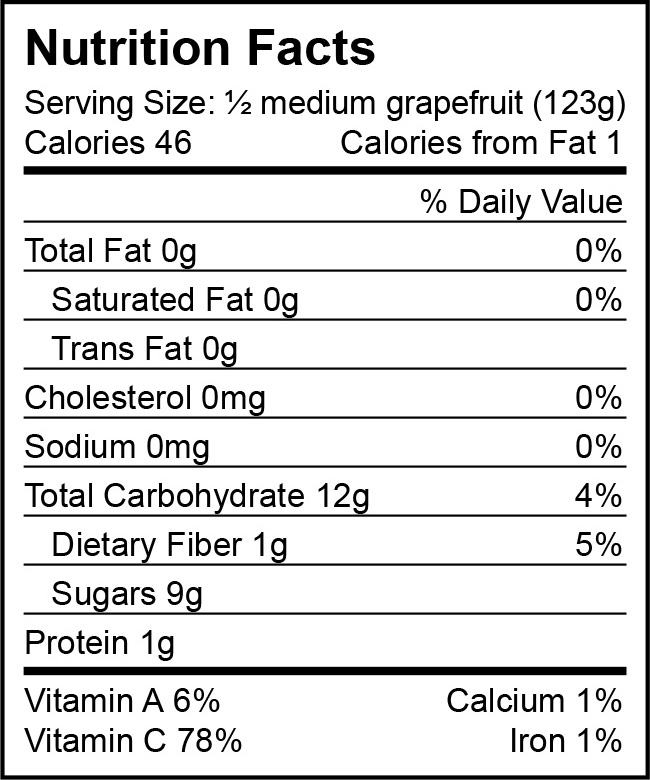 Nutrition Facts
Serving Size: ½ medium grapefruit (123g)
Calories 46 Calories from Fat 1
% Daily Value
Total Fat 0g 0%
Saturated Fat 0g 0%
Trans Fat 0g
Cholesterol 0mg 0%
Sodium 0mg 0%
Total Carbohydrate 12g 4%
Dietary Fiber 1g 5%
Sugars 9g
Protein 1g
Vitamin A 6% Calcium 1%
Vitamin C 78% Iron 1%